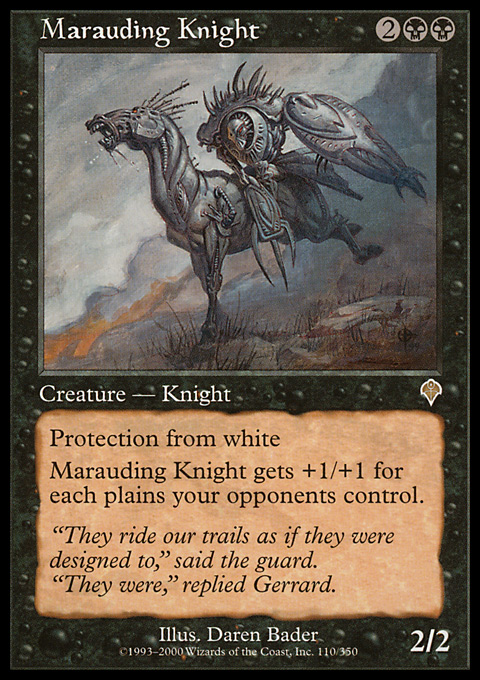 Marauding Knight 2
Creature — Knight
Protection from white
Marauding Knight gets +1/+1 for
each plains your opponents control.
“They ride our trails as if they were
designed to,” said the guard.
“They were,” replied Gerrard.
Illus. Daren Bader
2/2
©1993–2000 Wizards of the Coast, Inc. 110/350